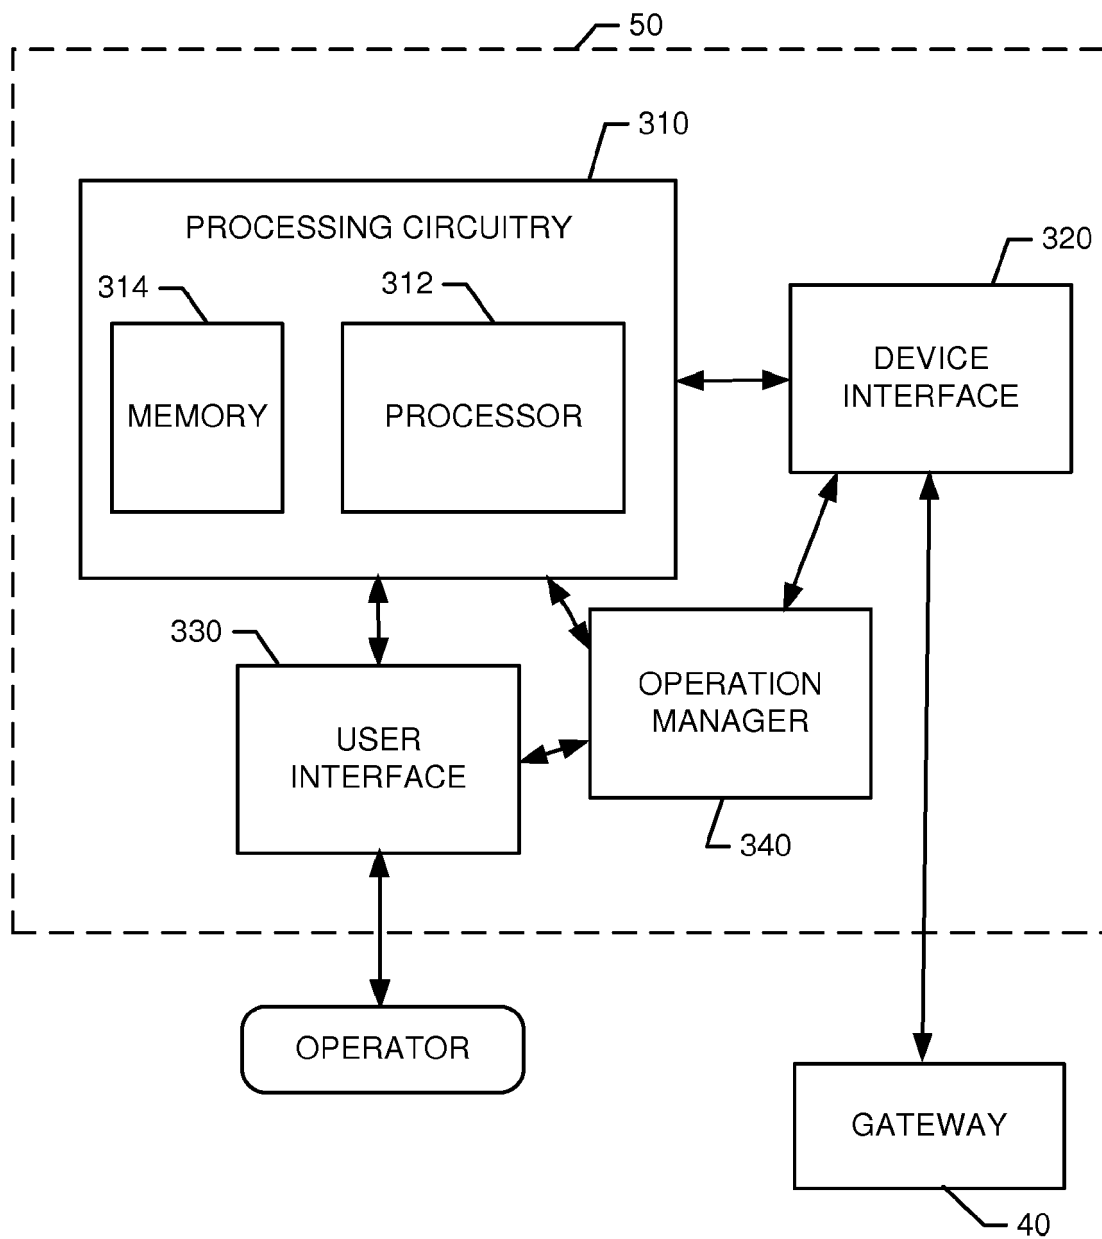 50
310
PROCESSING CIRCUITRY
320
314
312
DEVICE
INTERFACE
MEMORY
PROCESSOR
330
OPERATION
MANAGER
USER
INTERFACE
340
OPERATOR
GATEWAY
40